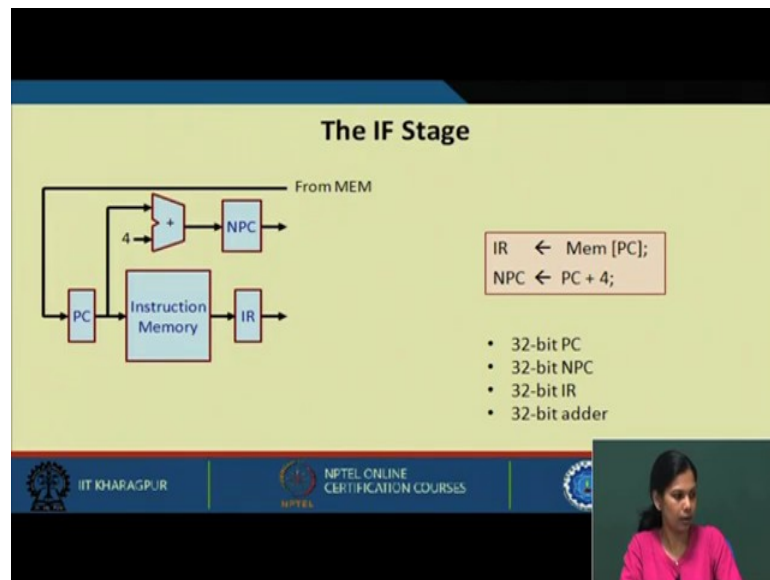 The IF Stage
From MEM
+
4
NPC
PC
Instruction
Memory
IR
IR ← Mem [PC];
NPC ← PC + 4;
• 32-bit PC
• 32-bit NPC
• 32-bit IR
• 32-bit adder
IIT KHARAGPUR
NPTEL
NPTEL ONLINE
CERTIFICATION COURSES